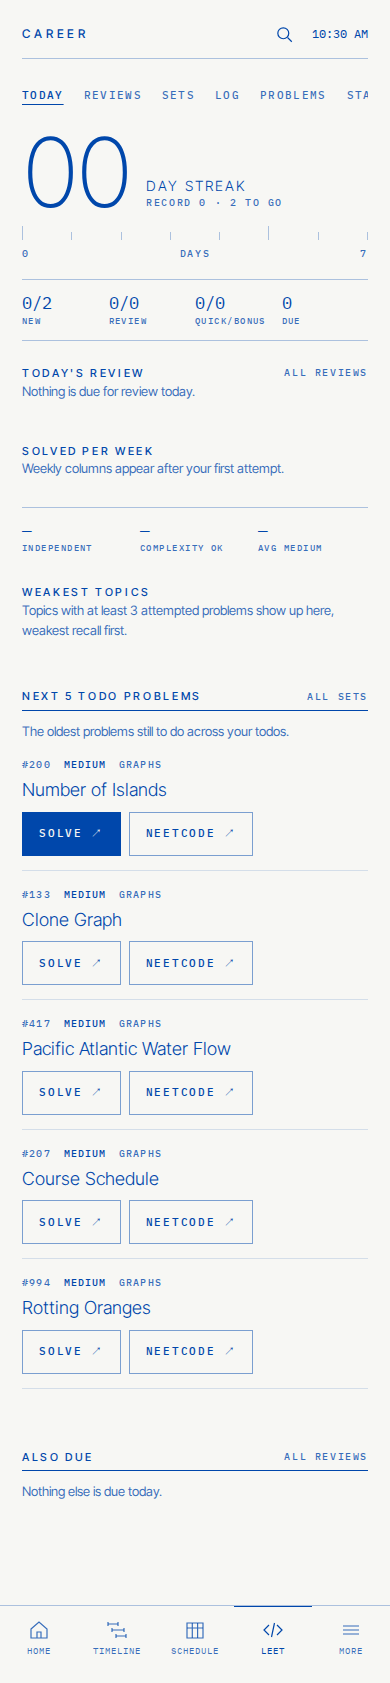 CAREER
10:30 AM
TODAY REVIEWS SETS LOG PROBLEMS STA
00
DAY STREAK
RECORD 0 · 2 TO GO
0 DAYS 7
0/2 0/0 0/0 0
NEW REVIEW QUICK/BONUS DUE
TODAY'S REVIEW ALL REVIEWS
Nothing is due for review today.
SOLVED PER WEEK
Weekly columns appear after your first attempt.
— — —
INDEPENDENT COMPLEXITY OK AVG MEDIUM
WEAKEST TOPICS
Topics with at least 3 attempted problems show up here,
weakest recall first.
NEXT 5 TODO PROBLEMS ALL SETS
The oldest problems still to do across your todos.
#200 MEDIUM GRAPHS
Number of Islands
SOLVE ↗ NEETCODE ↗
#133 MEDIUM GRAPHS
Clone Graph
SOLVE ↗ NEETCODE ↗
#417 MEDIUM GRAPHS
Pacific Atlantic Water Flow
SOLVE ↗ NEETCODE ↗
#207 MEDIUM GRAPHS
Course Schedule
SOLVE ↗ NEETCODE ↗
#994 MEDIUM GRAPHS
Rotting Oranges
SOLVE ↗ NEETCODE ↗
ALSO DUE ALL REVIEWS
Nothing else is due today.
HOME TIMELINE SCHEDULE LEET MORE